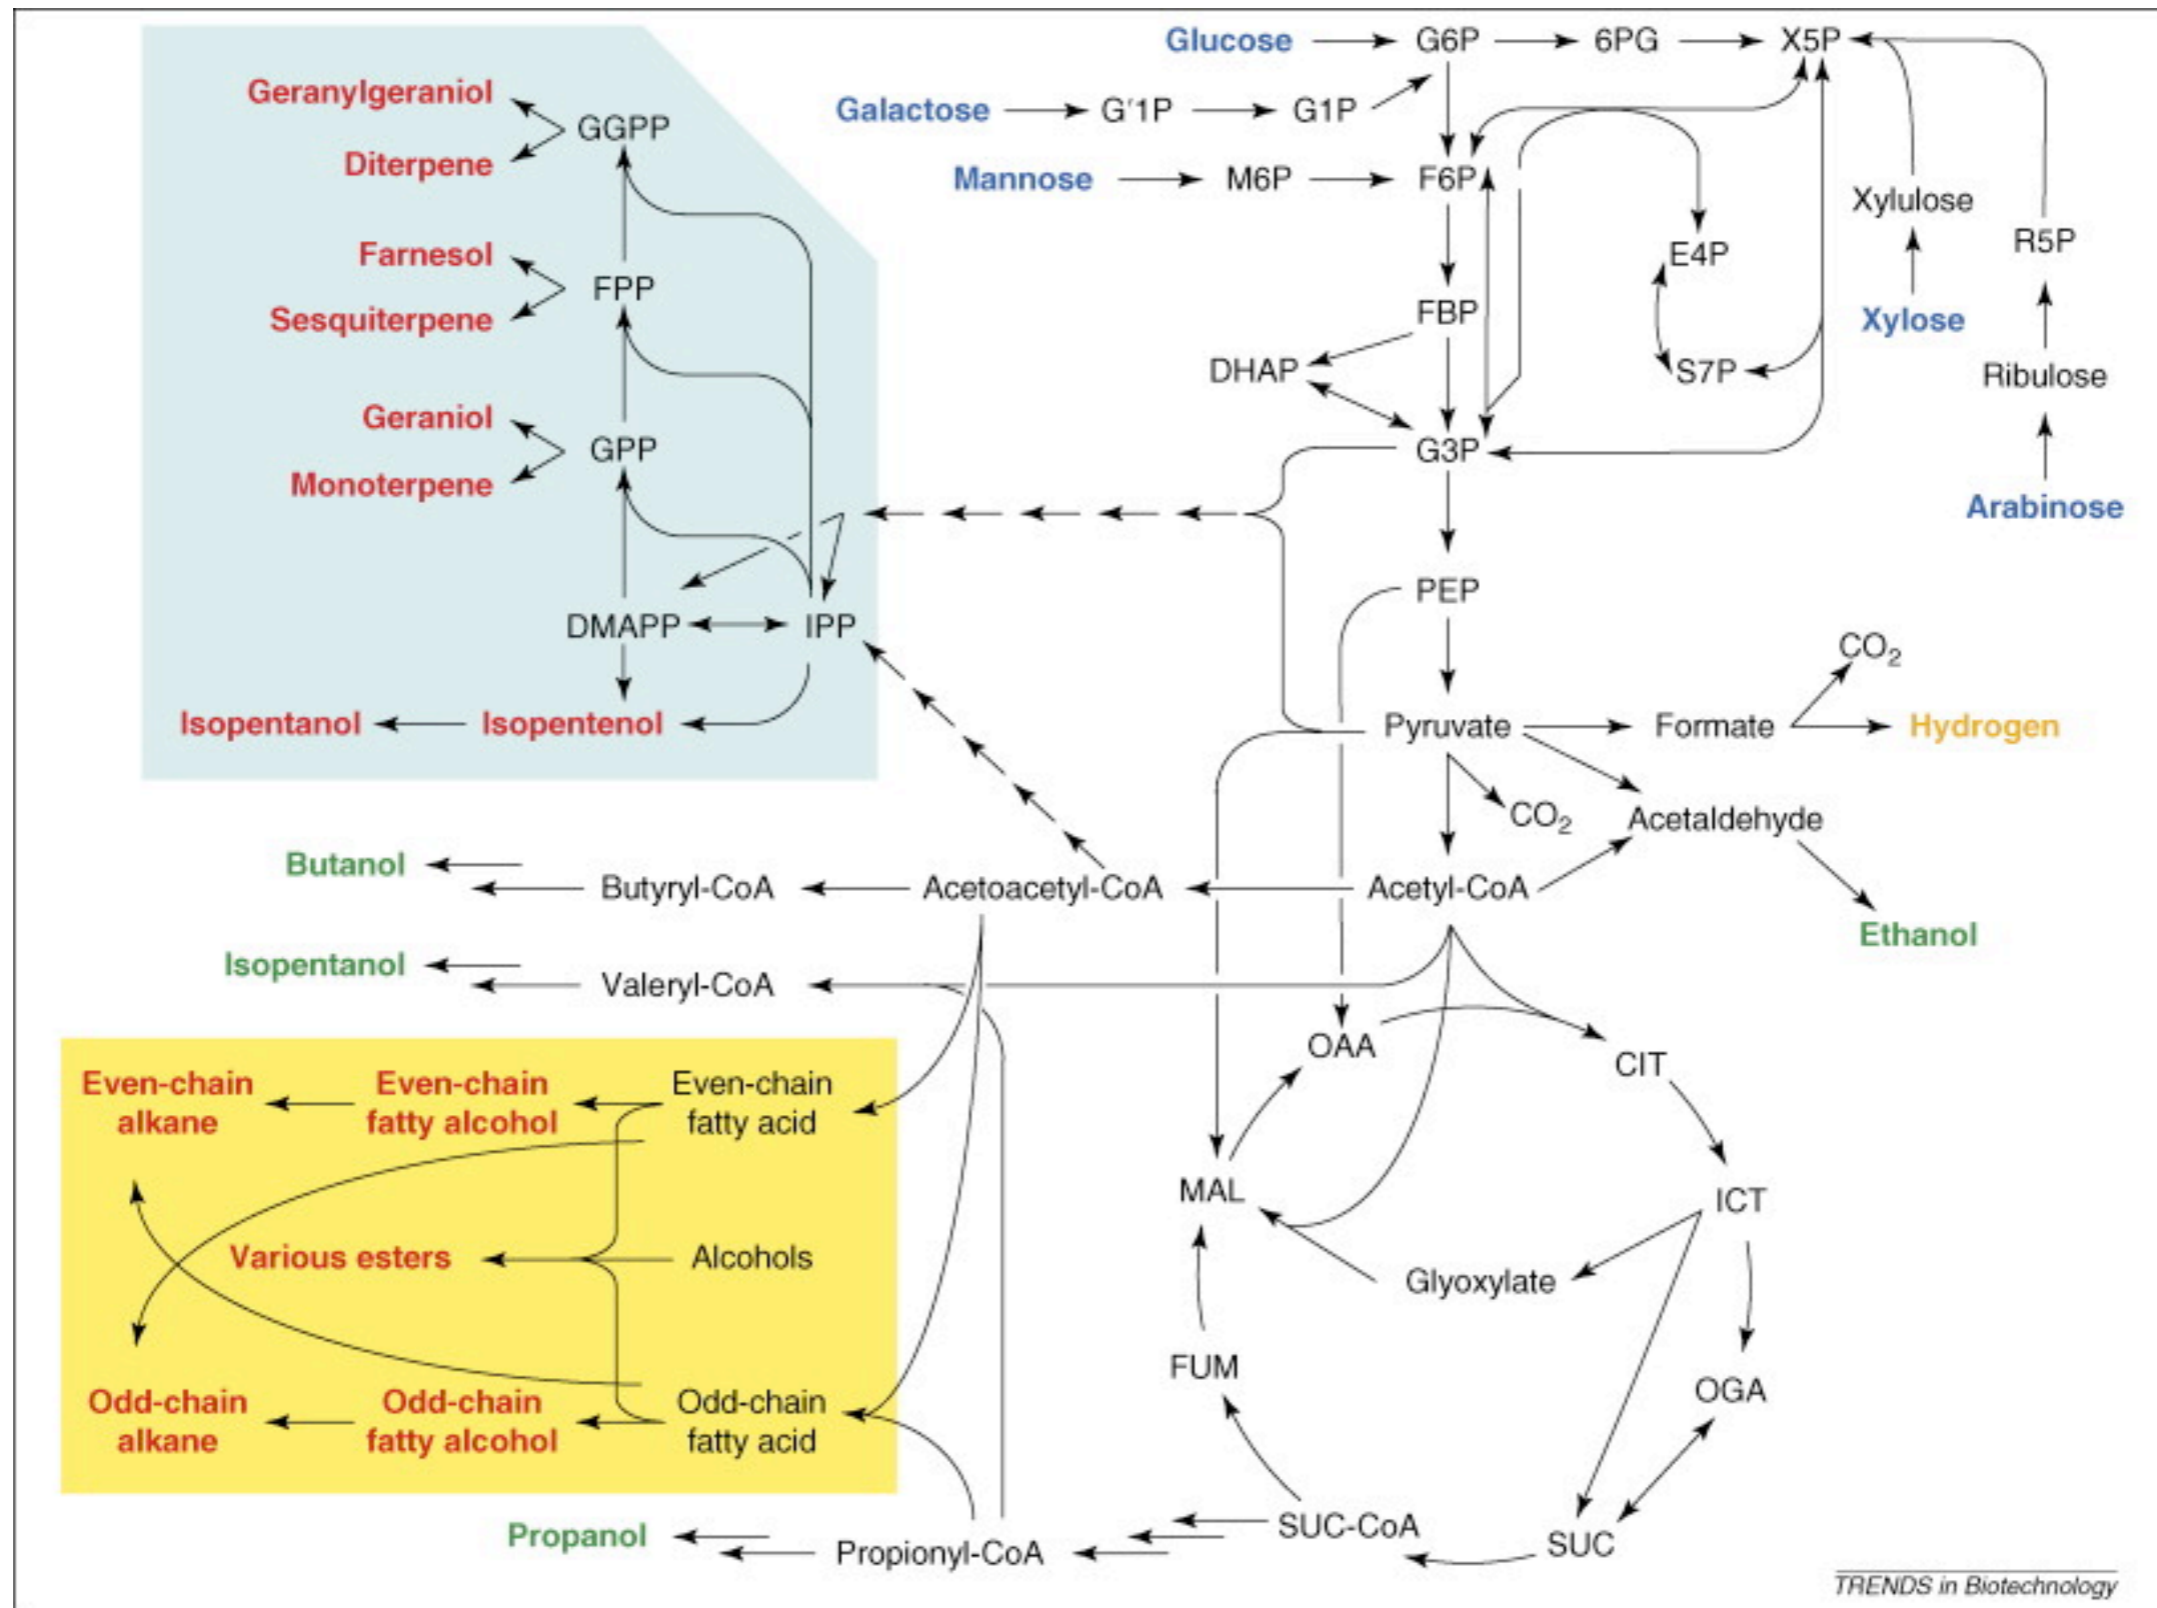 Glucose
G6P
6PG
X5P
Galactose
G'1P
G1P
Mannose
M6P
F6P
Xylulose
R5P
E4P
Xylose
FBP
DHAP
S7P
Ribulose
G3P
Arabinose
PEP
Geranylgeraniol
GGPP
Diterpene
Farnesol
FPP
Sesquiterpene
Geraniol
GPP
Monoterpene
DMAPP
IPP
Isopentanol
Isopentenol
Pyruvate
Formate
CO2
Hydrogen
CO2
Acetaldehyde
Butanol
Butyryl-CoA
Acetoacetyl-CoA
Acetyl-CoA
Ethanol
Isopentanol
Valeryl-CoA
OAA
CIT
Even-chain
alkane
Even-chain
fatty alcohol
Even-chain
fatty acid
MAL
ICT
Various esters
Alcohols
Glyoxylate
FUM
OGA
Odd-chain
alkane
Odd-chain
fatty alcohol
Odd-chain
fatty acid
Propanol
Propionyl-CoA
SUC-CoA
SUC
TRENDS in Biotechnology